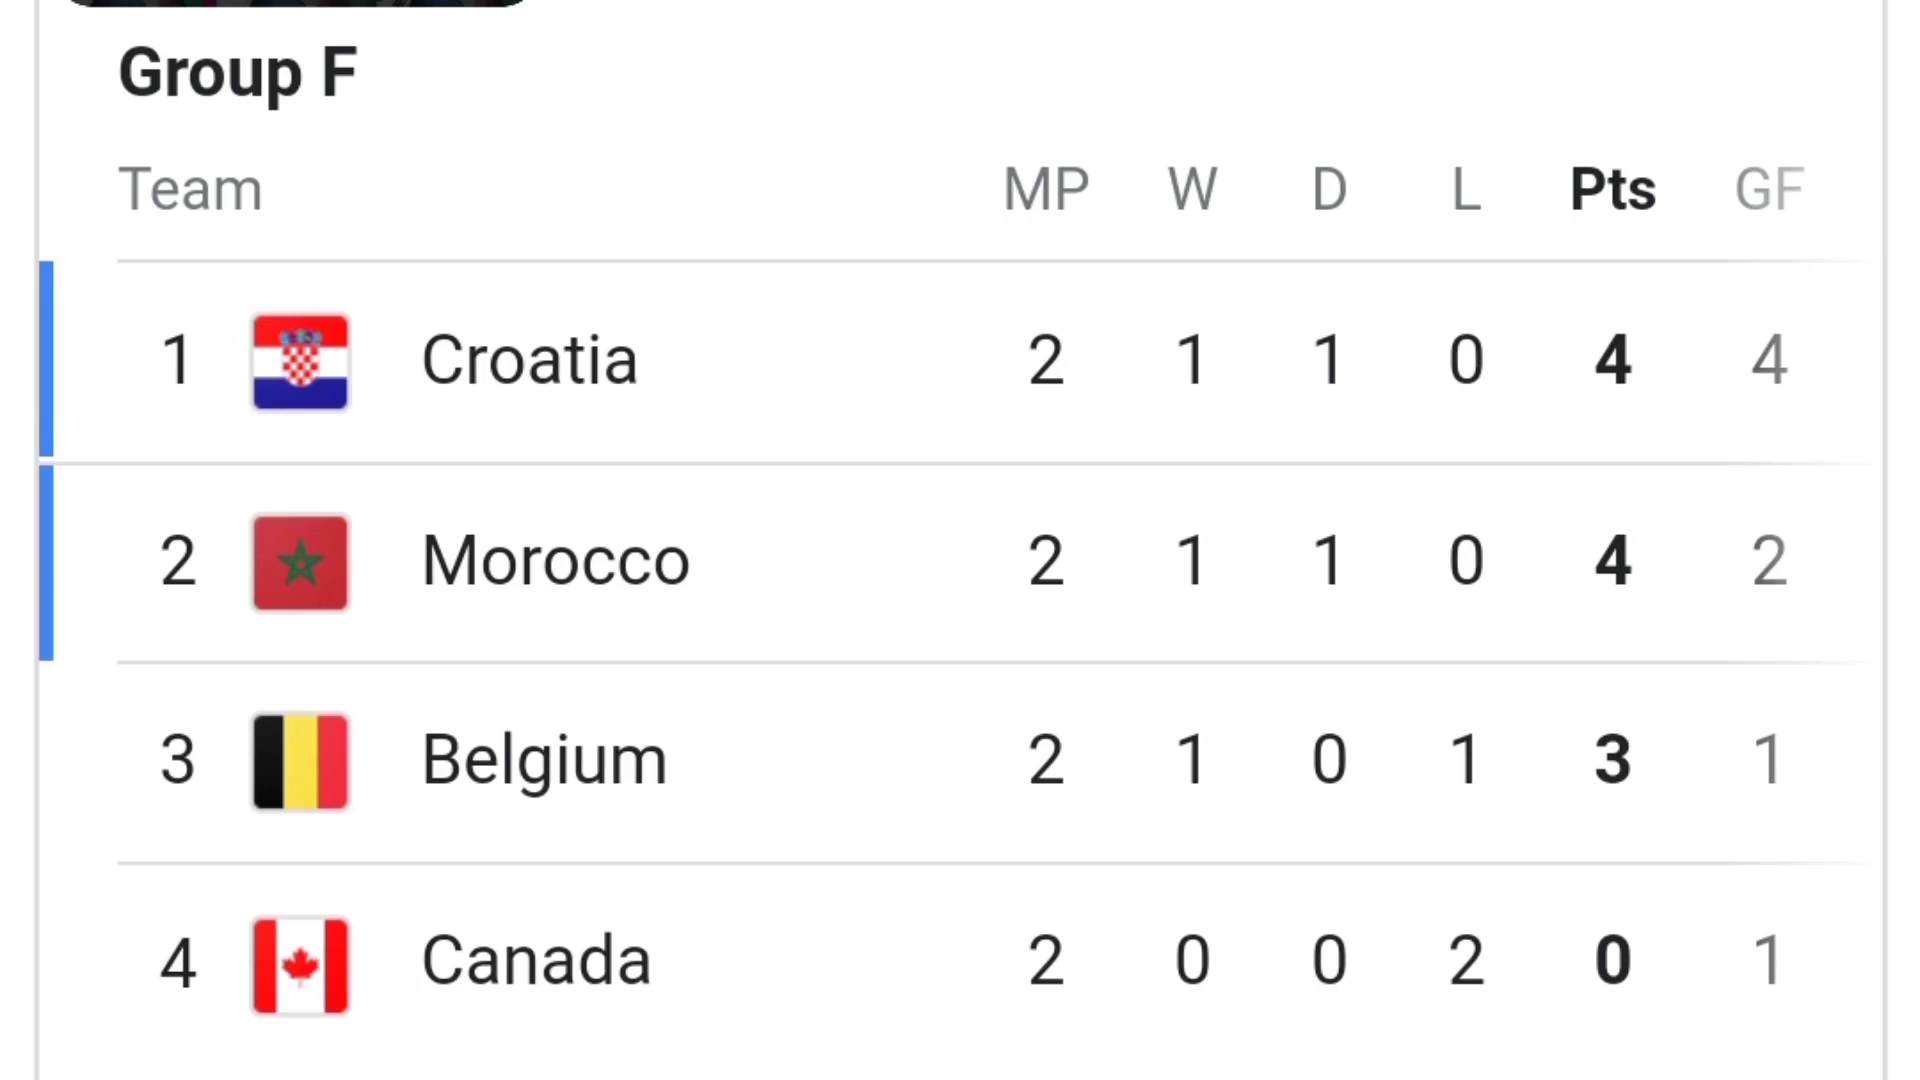 Group F
Team MP W D L Pts GF
1 Croatia 2 1 1 0 4 4
2 Morocco 2 1 1 0 4 2
3 Belgium 2 1 0 1 3 1
4 Canada 2 0 0 2 0 1